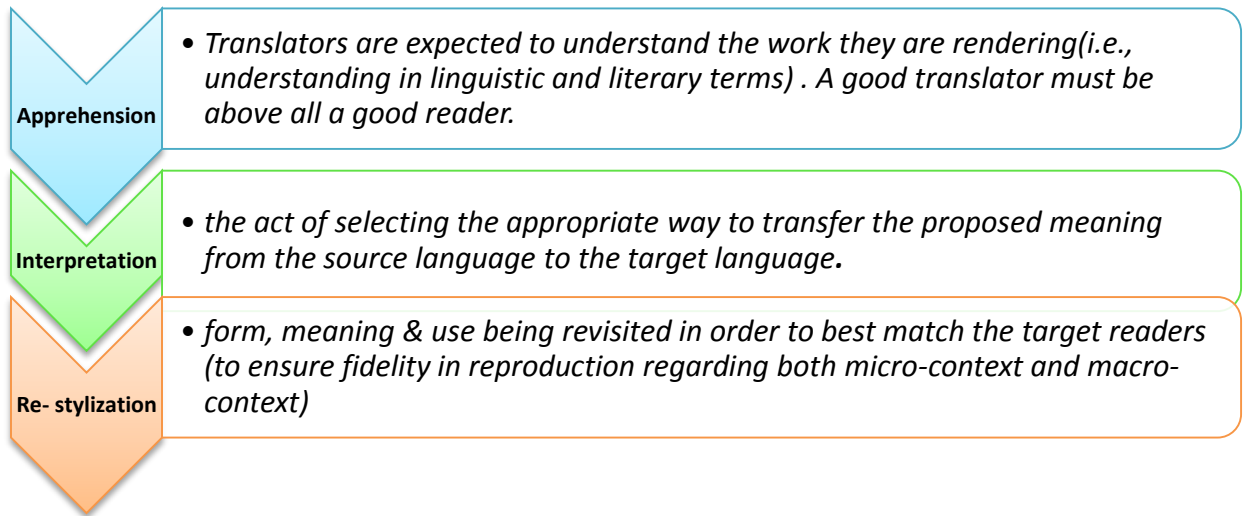 Apprehension
• Translators are expected to understand the work they are rendering(i.e.,
understanding in linguistic and literary terms) . A good translator must be
above all a good reader.
Interpretation
• the act of selecting the appropriate way to transfer the proposed meaning
from the source language to the target language.
Re- stylization
• form, meaning & use being revisited in order to best match the target readers
(to ensure fidelity in reproduction regarding both micro-context and macro-
context)